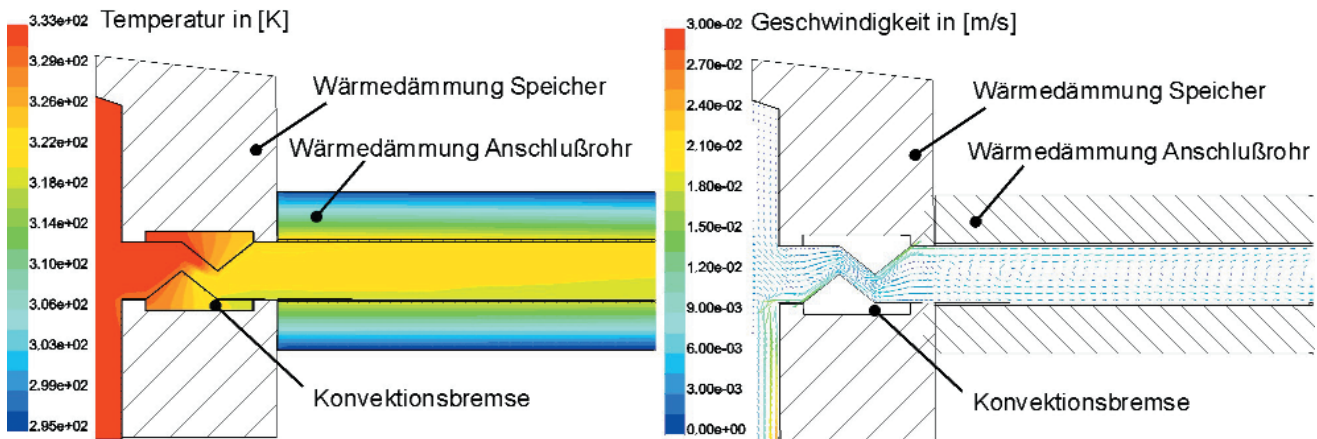 Temperatur in [K]
3.33e+02
3.29e+02
3.26e+02
3.22e+02
3.18e+02
3.14e+02
3.10e+02
3.06e+02
3.03e+02
2.99e+02
2.95e+02
Wärmedämmung Speicher
Wärmedämmung Anschlußrohr
Konvektionsbremse
Geschwindigkeit in [m/s]
3.00e-02
2.70e-02
2.40e-02
2.10e-02
1.80e-02
1.50e-02
1.20e-02
9.00e-03
6.00e-03
3.00e-03
0.00e+00
Wärmedämmung Speicher
Wärmedämmung Anschlußrohr
Konvektionsbremse